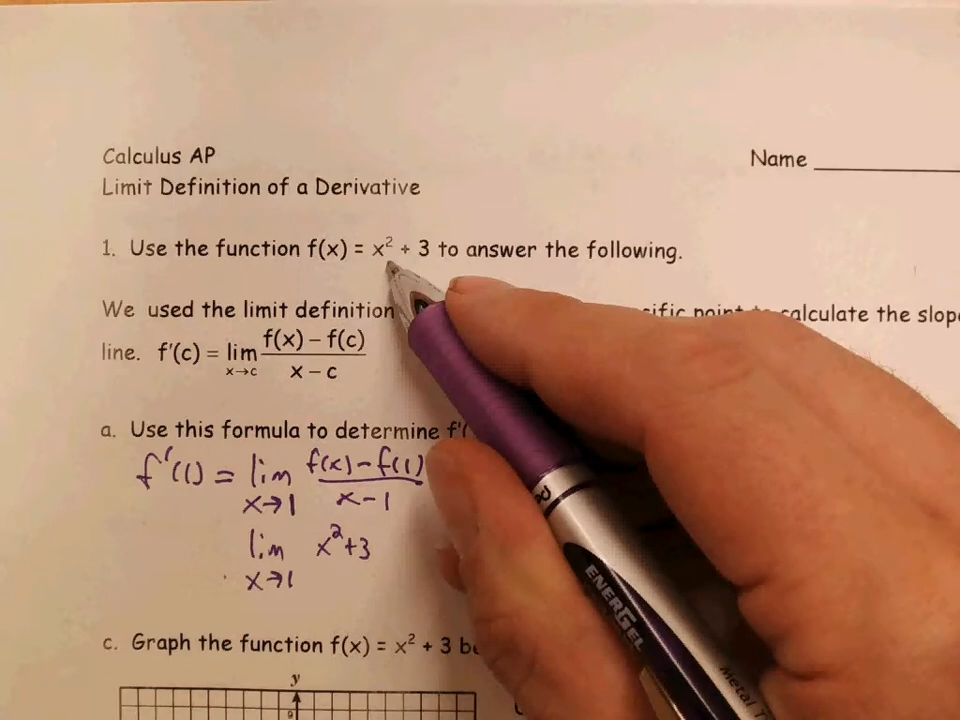 Calculus AP
Name
Limit Definition of a Derivative
1. Use the function f(x) = x² + 3 to answer the following.
We used the limit definition calculate the slope
line. f'(c) = lim x→c f(x) − f(c) / x − c
a. Use this formula to determine f'(
f'(1) = lim x→1 f(x) − f(1) / x − 1
lim x→1 x²+3
c. Graph the function f(x) = x² + 3
y
ENERGEL
Metal